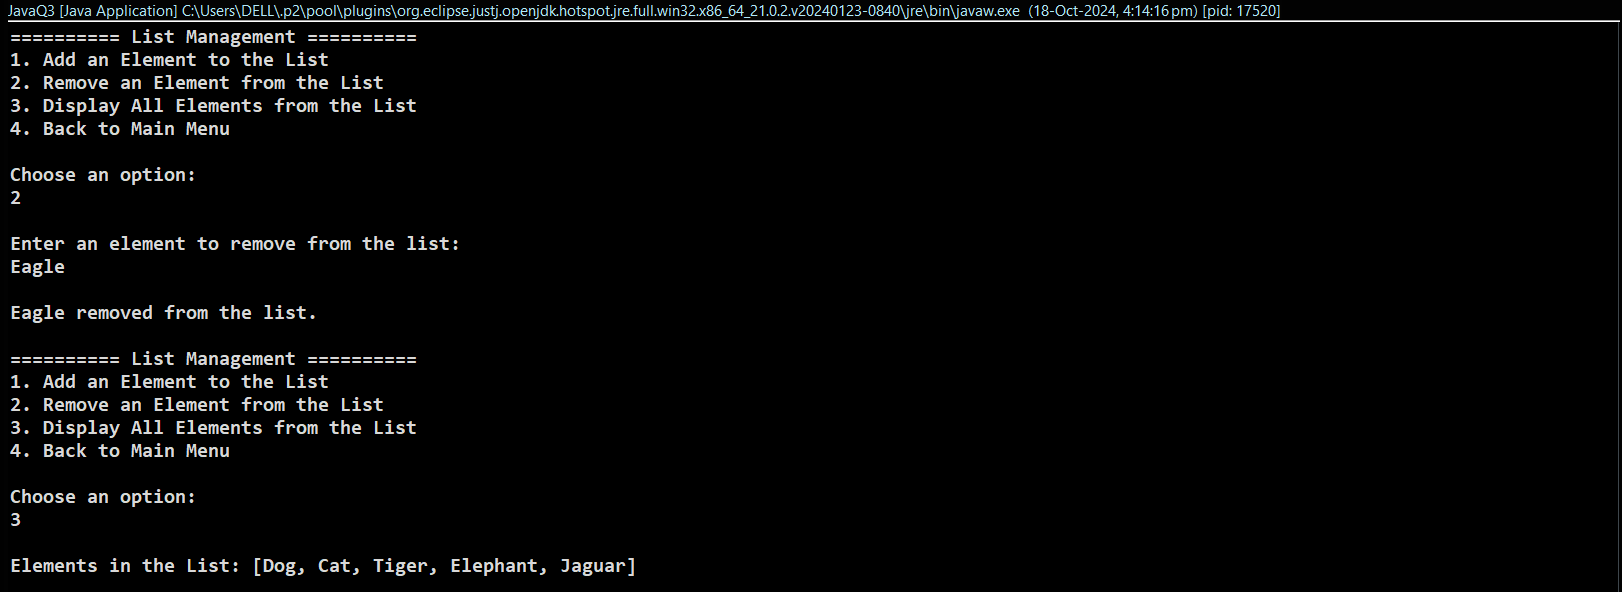 JavaQ3 [Java Application] C:\Users\DELL\.p2\pool\plugins\org.eclipse.justj.openjdk.hotspot.jre.full.win32.x86_64_21.0.2.v20240123-0840\jre\bin\javaw.exe (18-Oct-2024, 4:14:16 pm) [pid: 17520]
========== List Management ==========
1. Add an Element to the List
2. Remove an Element from the List
3. Display All Elements from the List
4. Back to Main Menu
Choose an option:
2
Enter an element to remove from the list:
Eagle
Eagle removed from the list.
========== List Management ==========
1. Add an Element to the List
2. Remove an Element from the List
3. Display All Elements from the List
4. Back to Main Menu
Choose an option:
3
Elements in the List: [Dog, Cat, Tiger, Elephant, Jaguar]